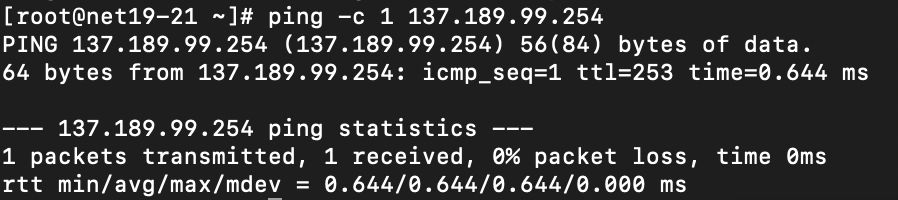 [root@net19-21 ~]# ping -c 1 137.189.99.254
PING 137.189.99.254 (137.189.99.254) 56(84) bytes of data.
64 bytes from 137.189.99.254: icmp_seq=1 ttl=253 time=0.644 ms
--- 137.189.99.254 ping statistics ---
1 packets transmitted, 1 received, 0% packet loss, time 0ms
rtt min/avg/max/mdev = 0.644/0.644/0.644/0.000 ms